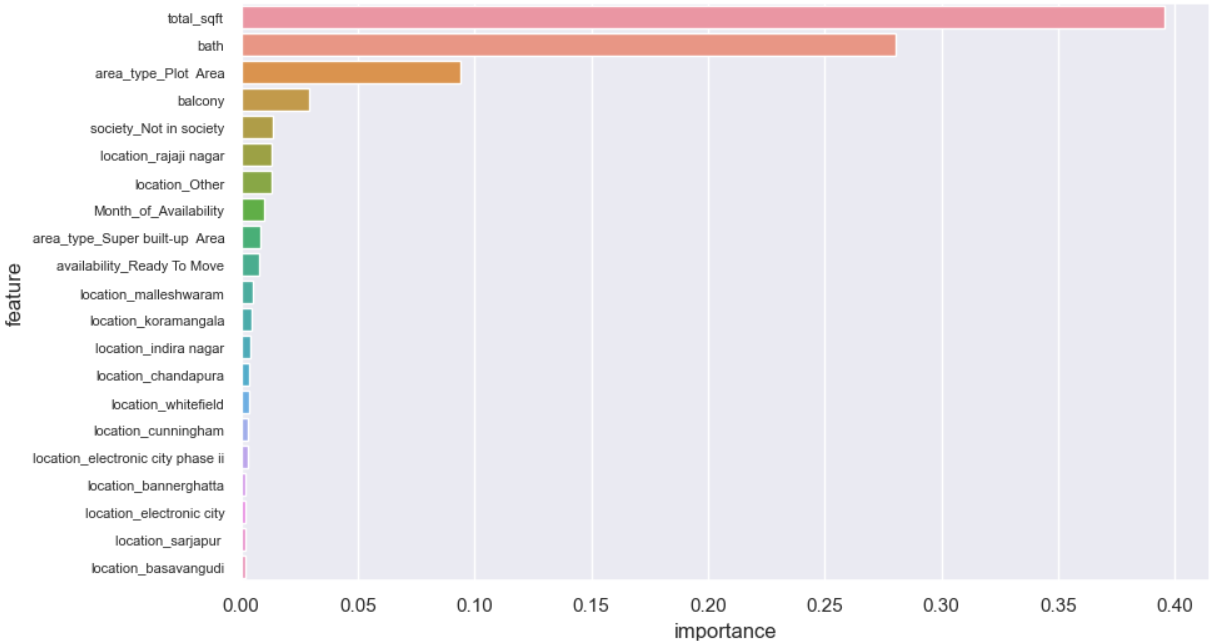 total_sqft
bath
area_type_Plot  Area
balcony
society_Not in society
location_rajaji nagar
location_Other
Month_of_Availability
area_type_Super built-up  Area
availability_Ready To Move
location_malleshwaram
location_koramangala
location_indira nagar
location_chandapura
location_whitefield
location_cunningham
location_electronic city phase ii
location_bannerghatta
location_electronic city
location_sarjapur
location_basavangudi
feature
0.00 0.05 0.10 0.15 0.20 0.25 0.30 0.35 0.40
importance